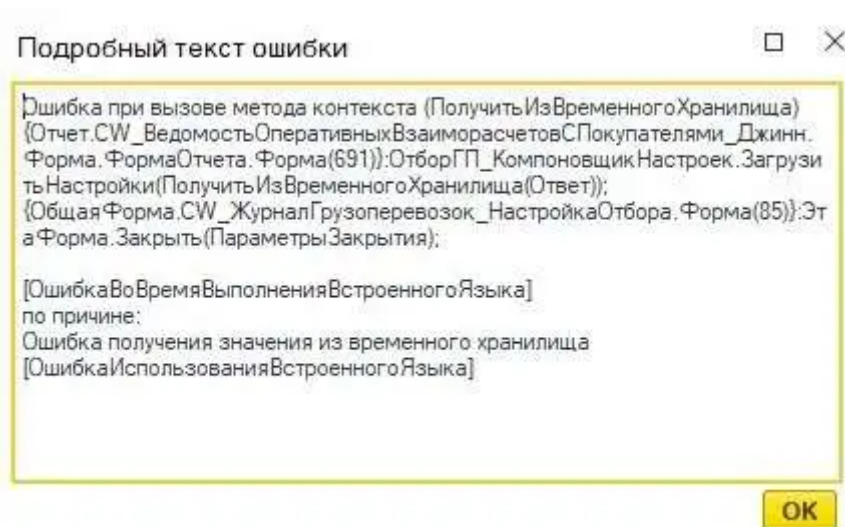 Подробный текст ошибки
Ошибка при вызове метода контекста (ПолучитьИзВременногоХранилища)
{Отчет.CW_ВедомостьОперативныхВзаиморасчетовСПокупателями_Джинн.
Форма.ФормаОтчета.Форма(691)}:ОтборГП_КомпоновщикНастроек.Загрузи
тьНастройки(ПолучитьИзВременногоХранилища(Ответ));
{ОбщаяФорма.CW_ЖурналГрузоперевозок_НастройкаОтбора.Форма(85)}:Эт
аФорма.Закрыть(ПараметрыЗакрытия);
[ОшибкаВоВремяВыполненияВстроенногоЯзыка]
по причине:
Ошибка получения значения из временного хранилища
[ОшибкаИспользованияВстроенногоЯзыка]
OK